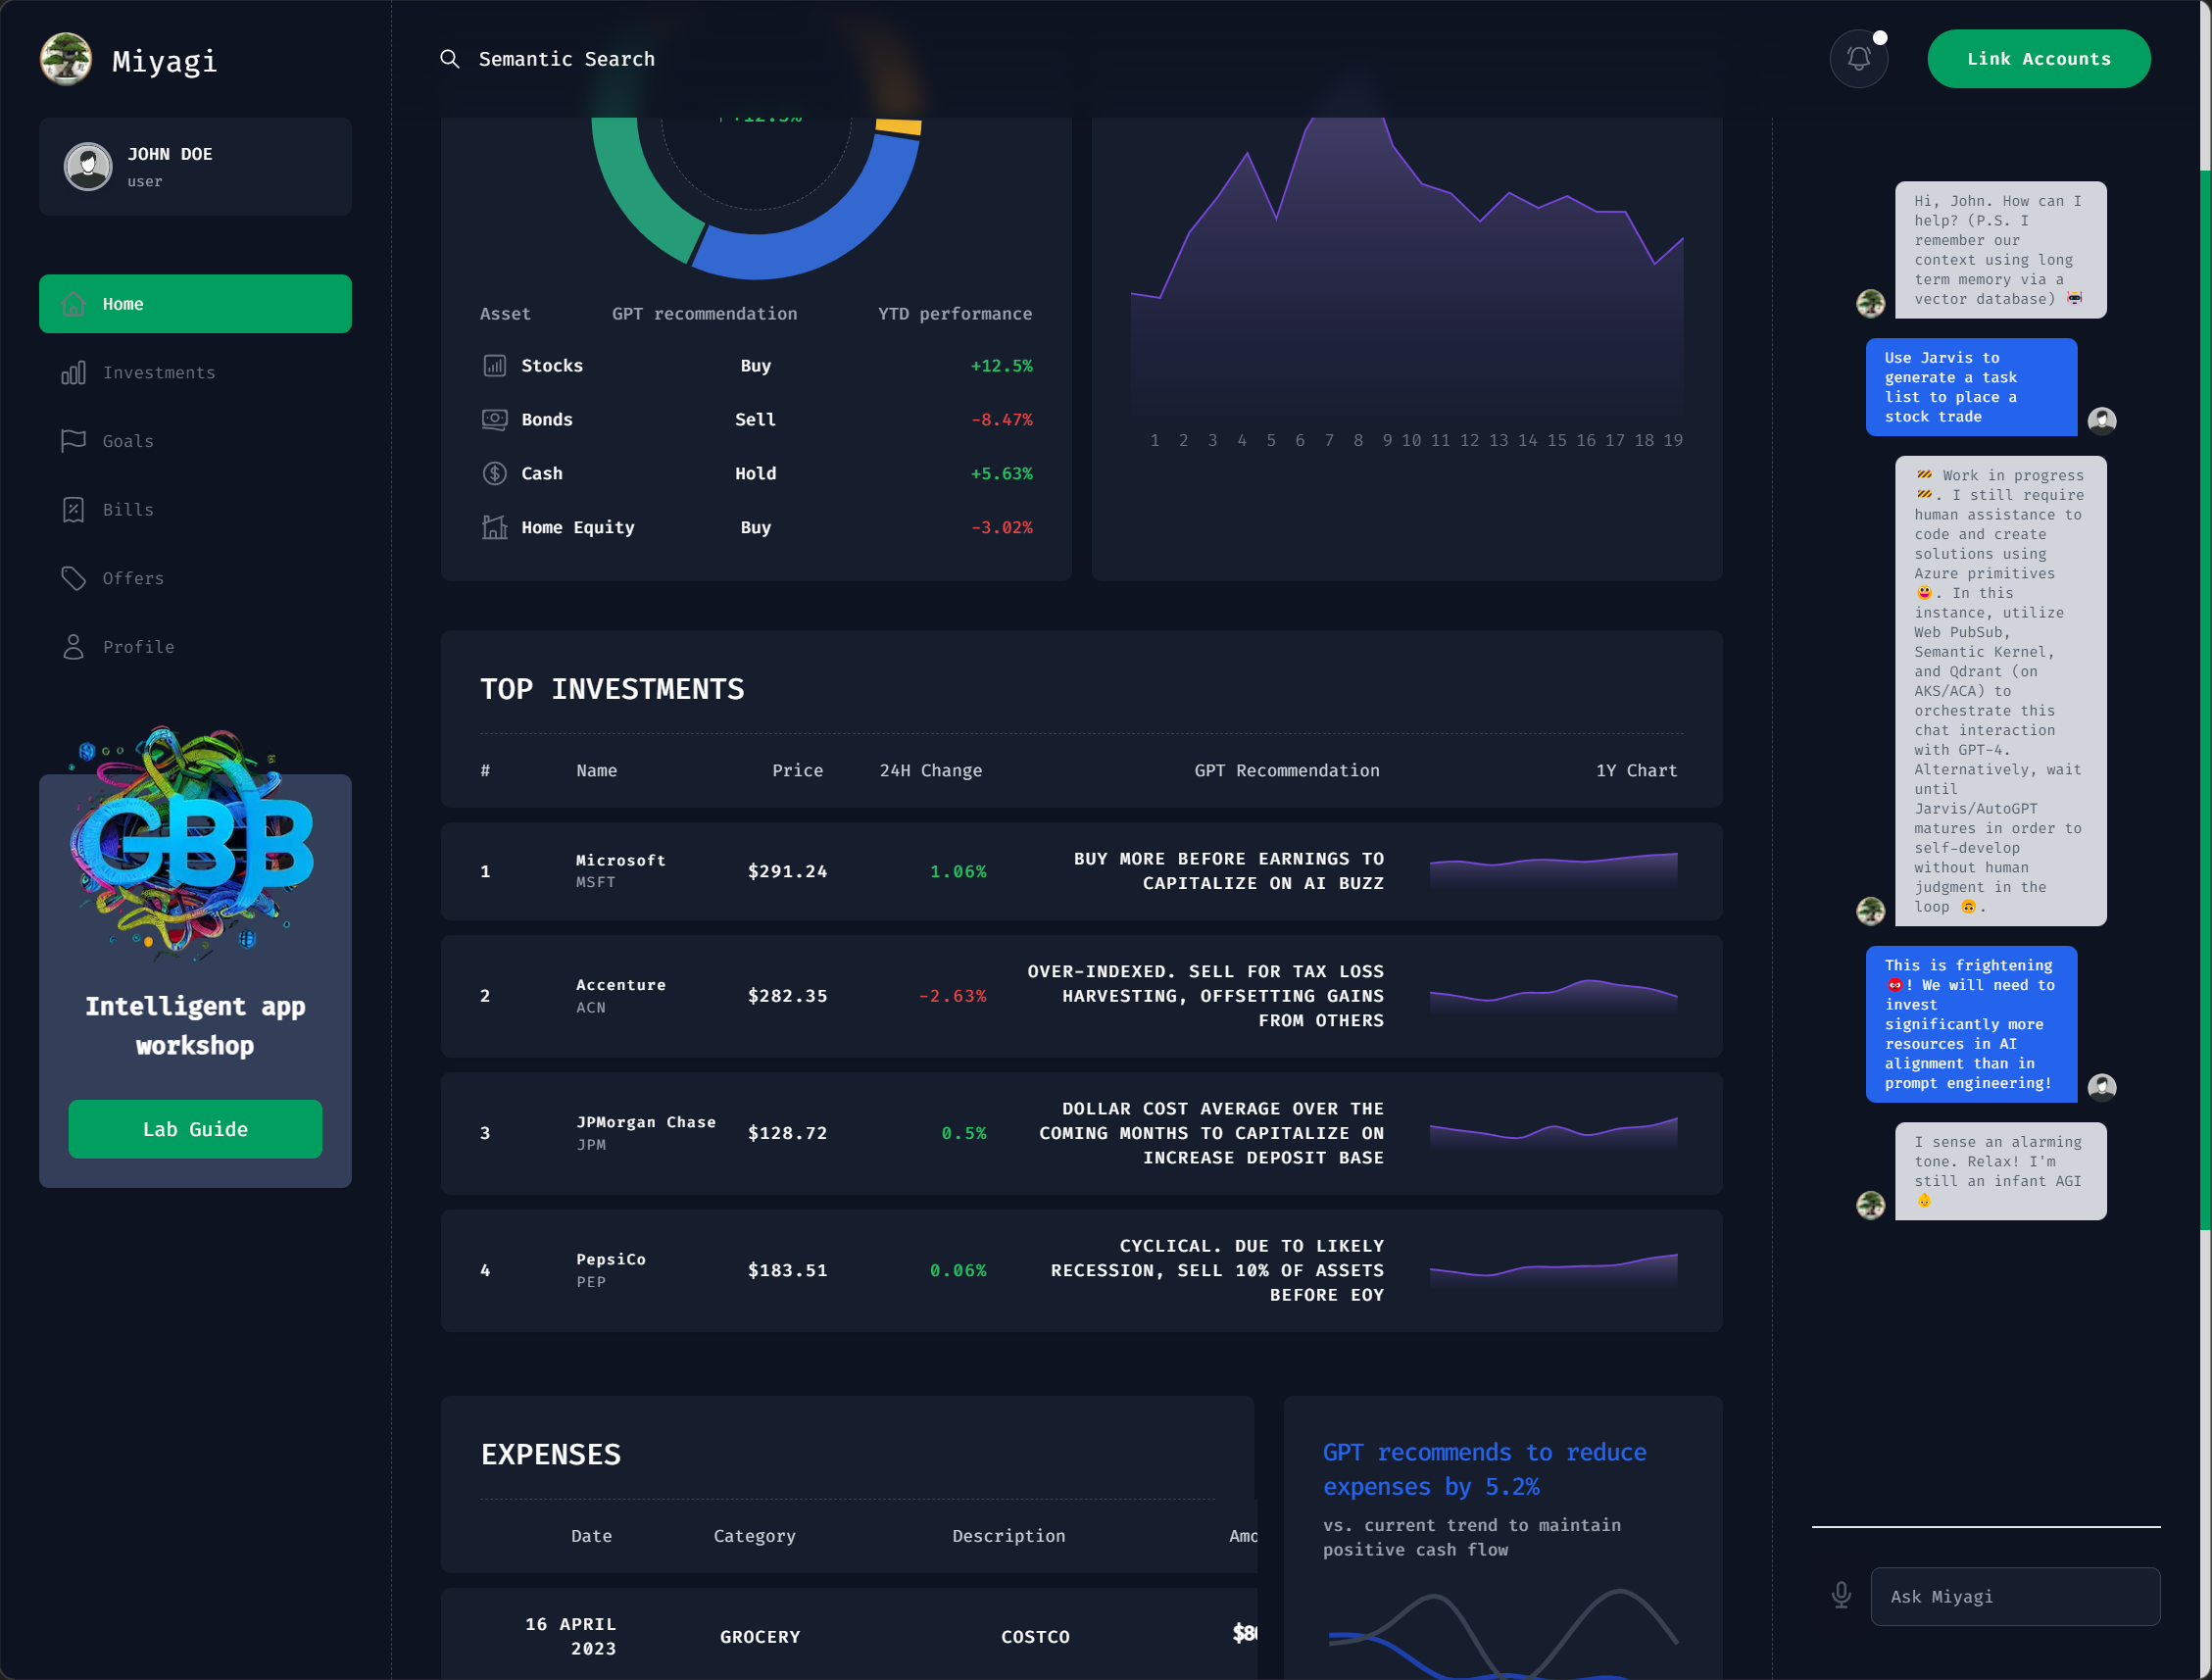 Miyagi
Semantic Search
Link Accounts
JOHN DOE
user
Home
Investments
Goals
Bills
Offers
Profile
GBB
Intelligent app
workshop
Lab Guide
+12.5%
Asset GPT recommendation YTD performance
Stocks Buy +12.5%
Bonds Sell -8.47%
Cash Hold +5.63%
Home Equity Buy -3.02%
1 2 3 4 5 6 7 8 9 10 11 12 13 14 15 16 17 18 19
TOP INVESTMENTS
# Name Price 24H Change GPT Recommendation 1Y Chart
1 Microsoft MSFT $291.24 1.06% BUY MORE BEFORE EARNINGS TO
CAPITALIZE ON AI BUZZ
2 Accenture ACN $282.35 -2.63% OVER-INDEXED. SELL FOR TAX LOSS
HARVESTING, OFFSETTING GAINS
FROM OTHERS
3 JPMorgan Chase JPM $128.72 0.5% DOLLAR COST AVERAGE OVER THE
COMING MONTHS TO CAPITALIZE ON
INCREASE DEPOSIT BASE
4 PepsiCo PEP $183.51 0.06% CYCLICAL. DUE TO LIKELY
RECESSION, SELL 10% OF ASSETS
BEFORE EOY
EXPENSES
Date Category Description Amo
16 APRIL
2023 GROCERY COSTCO
GPT recommends to reduce
expenses by 5.2%
vs. current trend to maintain
positive cash flow
Hi, John. How can I
help? (P.S. I
remember our
context using long
term memory via a
vector database)
Use Jarvis to
generate a task
list to place a
stock trade
🚧 Work in progress
🚧. I still require
human assistance to
code and create
solutions using
Azure primitives
😀. In this
instance, utilize
Web PubSub,
Semantic Kernel,
and Qdrant (on
AKS/ACA) to
orchestrate this
chat interaction
with GPT-4.
Alternatively, wait
until
Jarvis/AutoGPT
matures in order to
self-develop
without human
judgment in the
loop 🙃.
This is frightening
! We will need to
invest
significantly more
resources in AI
alignment than in
prompt engineering!
I sense an alarming
tone. Relax! I'm
still an infant AGI
👶
Ask Miyagi